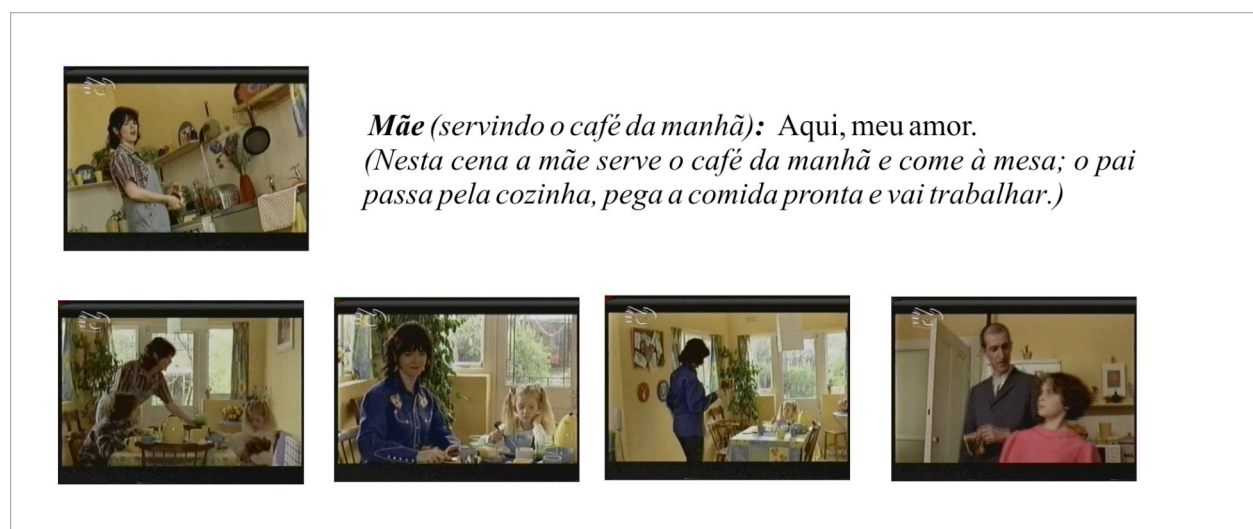 Mãe (servindo o café da manhã): Aqui, meu amor.
(Nesta cena a mãe serve o café da manhã e come à mesa; o pai
passa pela cozinha, pega a comida pronta e vai trabalhar.)